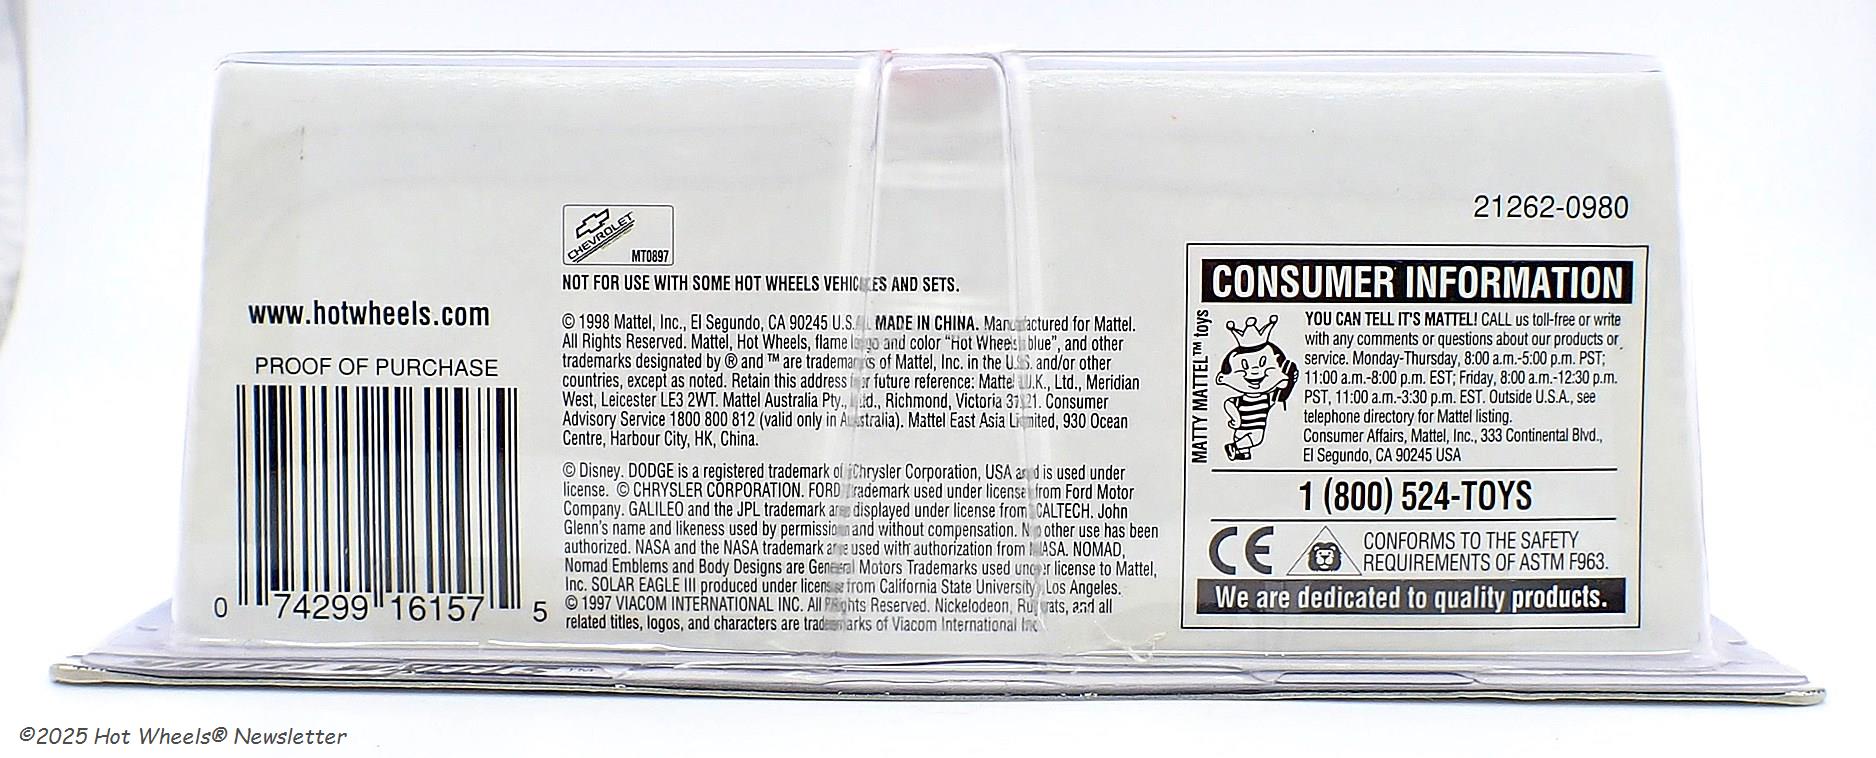 21262-0980
CHEVROLET
MT0897
NOT FOR USE WITH SOME HOT WHEELS VEHICLES AND SETS.
www.hotwheels.com
PROOF OF PURCHASE
0 74299 16157 5
© 1998 Mattel, Inc., El Segundo, CA 90245 U.S.A. MADE IN CHINA. Manufactured for Mattel.
All Rights Reserved. Mattel, Hot Wheels, flame logo and color "Hot Wheels blue", and other
trademarks designated by ® and ™ are trademarks of Mattel, Inc. in the U.S. and/or other
countries, except as noted. Retain this address for future reference: Mattel U.K., Ltd., Meridian
West, Leicester LE3 2WT. Mattel Australia Pty., Ltd., Richmond, Victoria 3121. Consumer
Advisory Service 1800 800 812 (valid only in Australia). Mattel East Asia Limited, 930 Ocean
Centre, Harbour City, HK, China.
© Disney. DODGE is a registered trademark of Chrysler Corporation, USA and is used under
license. © CHRYSLER CORPORATION. FORD trademark used under license from Ford Motor
Company. GALILEO and the JPL trademark are displayed under license from CALTECH. John
Glenn's name and likeness used by permission and without compensation. No other use has been
authorized. NASA and the NASA trademark are used with authorization from NASA. NOMAD,
Nomad Emblems and Body Designs are General Motors Trademarks used under license to Mattel,
Inc. SOLAR EAGLE III produced under license from California State University, Los Angeles.
© 1997 VIACOM INTERNATIONAL INC. All Rights Reserved. Nickelodeon, Rugrats, and all
related titles, logos, and characters are trademarks of Viacom International Inc.
CONSUMER INFORMATION
MATTY MATTEL™ toys
YOU CAN TELL IT'S MATTEL! CALL us toll-free or write
with any comments or questions about our products or
service. Monday-Thursday, 8:00 a.m.-5:00 p.m. PST;
11:00 a.m.-8:00 p.m. EST; Friday, 8:00 a.m.-12:30 p.m.
PST, 11:00 a.m.-3:30 p.m. EST. Outside U.S.A., see
telephone directory for Mattel listing.
Consumer Affairs, Mattel, Inc., 333 Continental Blvd.,
El Segundo, CA 90245 USA
1 (800) 524-TOYS
CE
CONFORMS TO THE SAFETY
REQUIREMENTS OF ASTM F963.
We are dedicated to quality products.
©2025 Hot Wheels® Newsletter